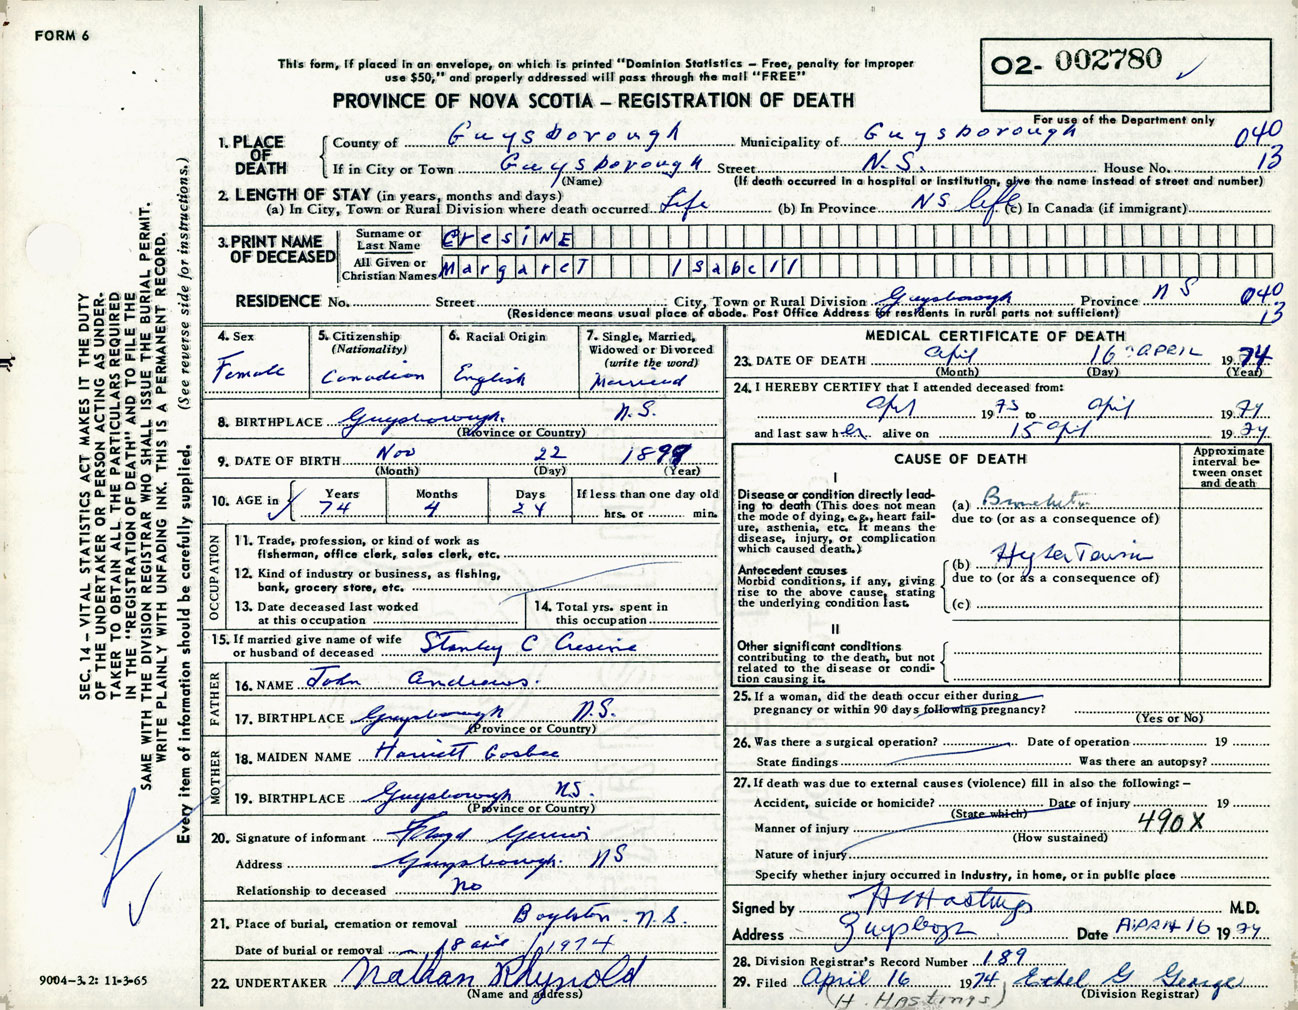 FORM 6
This form, if placed in an envelope, on which is printed "Dominion Statistics – Free, penalty for improper
use $50," and properly addressed will pass through the mail "FREE"
PROVINCE OF NOVA SCOTIA – REGISTRATION OF DEATH
O2- 002780
For use of the Department only
1. PLACE OF DEATH
County of Guysborough Municipality of Guysborough 040
If in City or Town Guysborough Street N.S. House No. 13
(Name) (If death occurred in a hospital or institution, give the name instead of street and number)
2. LENGTH OF STAY (in years, months and days)
(a) In City, Town or Rural Division where death occurred Life (b) In Province NS life (c) In Canada (if immigrant)
3. PRINT NAME OF DECEASED
Surname or Last Name CresiNE
All Given or Christian Names MargareT Isabell
RESIDENCE No. Street City, Town or Rural Division Guysborough Province N S 040
(Residence means usual place of abode. Post Office Address for residents in rural parts not sufficient) 13
4. Sex Female
5. Citizenship (Nationality) Canadian
6. Racial Origin English
7. Single, Married, Widowed or Divorced (write the word) Married
8. BIRTHPLACE Guysborough. N.S.
(Province or Country)
9. DATE OF BIRTH Nov 22 1899
(Month) (Day) (Year)
10. AGE in Years 74 Months 4 Days 24 If less than one day old hrs. or min.
OCCUPATION
11. Trade, profession, or kind of work as
fisherman, office clerk, sales clerk, etc.
12. Kind of industry or business, as fishing,
bank, grocery store, etc.
13. Date deceased last worked
at this occupation
14. Total yrs. spent in
this occupation
15. If married give name of wife
or husband of deceased Stanley C Cresine
FATHER
16. NAME John Andrews.
17. BIRTHPLACE Guysborough N.S.
(Province or Country)
MOTHER
18. MAIDEN NAME Harriett Gosbee
19. BIRTHPLACE Guysborough NS.
(Province or Country)
20. Signature of informant Floyd
Address Guysborough. NS
Relationship to deceased no
21. Place of burial, cremation or removal Boylston. N.S.
Date of burial or removal 18 april 1974
22. UNDERTAKER Nathan Rhynold
(Name and address)
MEDICAL CERTIFICATE OF DEATH
23. DATE OF DEATH April 16 APRIL 1974
(Month) (Day) (Year)
24. I HEREBY CERTIFY that I attended deceased from:
Apl 1973 to April 1974
and last saw her alive on 15 Apl 1974
CAUSE OF DEATH
Approximate interval between onset and death
I
Disease or condition directly leading to death (This does not
mean the mode of dying, e.g., heart failure, asthenia, etc. It means the
disease, injury, or complication
which caused death.)
(a)
due to (or as a consequence of)
Antecedent causes
Morbid conditions, if any, giving
rise to the above cause, stating
the underlying condition last.
(b) HyperTension
due to (or as a consequence of)
(c)
II
Other significant conditions
contributing to the death, but not
related to the disease or condition
causing it.
25. If a woman, did the death occur either during
pregnancy or within 90 days following pregnancy?
(Yes or No)
26. Was there a surgical operation? Date of operation 19
State findings Was there an autopsy?
27. If death was due to external causes (violence) fill in also the following: –
Accident, suicide or homicide? Date of injury 19
(State which)
Manner of injury 490X
(How sustained)
Nature of injury
Specify whether injury occurred in industry, in home, or in public place
Signed by H Hastings M.D.
Address Date APRIL 16 1974
28. Division Registrar's Record Number 189
29. Filed April 16 1974 Ethel G George
(H. HASTINGS) (Division Registrar)
SEC. 14 – VITAL STATISTICS ACT MAKES IT THE DUTY
OF THE UNDERTAKER OR PERSON ACTING AS UNDERTAKER
TO OBTAIN ALL THE PARTICULARS REQUIRED
IN THE "REGISTRATION OF DEATH" AND TO FILE THE
SAME WITH THE DIVISION REGISTRAR WHO SHALL ISSUE THE BURIAL PERMIT.
WRITE PLAINLY WITH UNFADING INK. THIS IS A PERMANENT RECORD.
Every item of information should be carefully supplied. (See reverse side for instructions.)
9004-3.2: 11-3-65